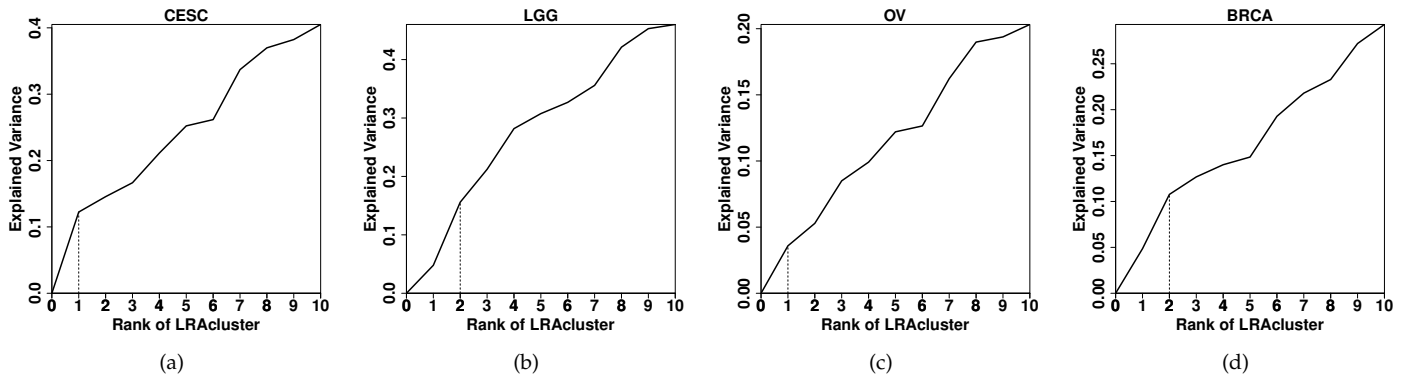 CESC
Explained Variance
0.0 0.1 0.2 0.3 0.4
0 1 2 3 4 5 6 7 8 9 10
Rank of LRAcluster
(a)
LGG
Explained Variance
0.0 0.1 0.2 0.3 0.4
0 1 2 3 4 5 6 7 8 9 10
Rank of LRAcluster
(b)
OV
Explained Variance
0.00 0.05 0.10 0.15 0.20
0 1 2 3 4 5 6 7 8 9 10
Rank of LRAcluster
(c)
BRCA
Explained Variance
0.00 0.05 0.10 0.15 0.20 0.25
0 1 2 3 4 5 6 7 8 9 10
Rank of LRAcluster
(d)